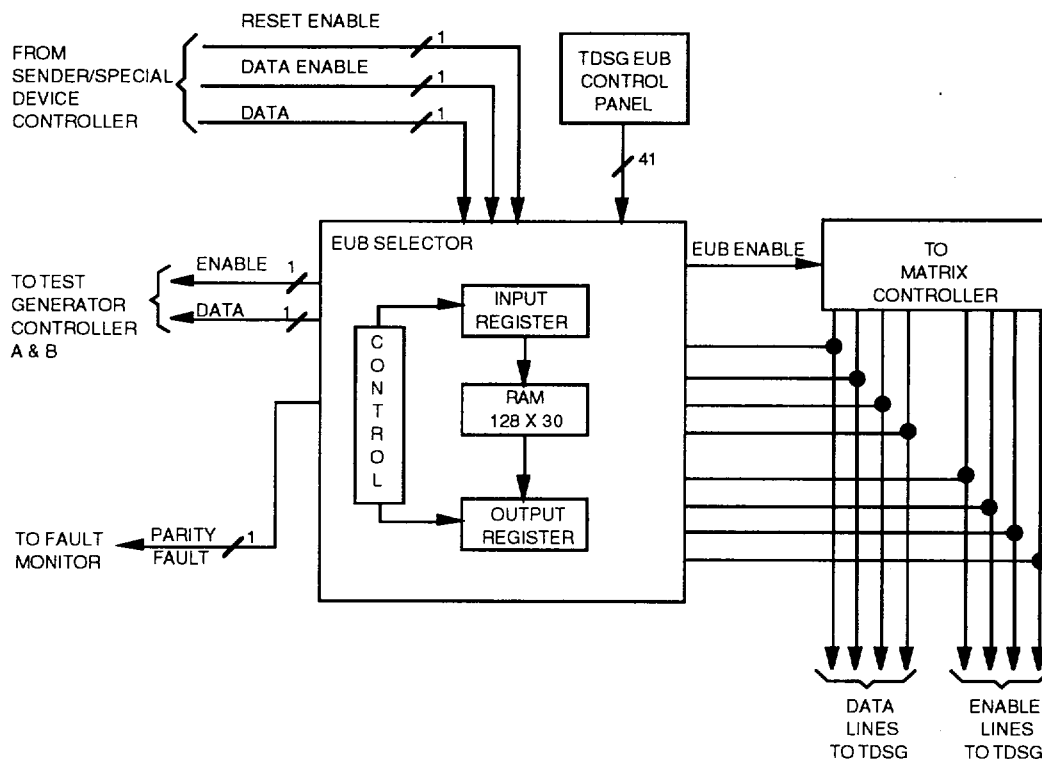 RESET ENABLE
1
FROM
SENDER/SPECIAL
DEVICE
CONTROLLER
DATA ENABLE
1
DATA
1
TDSG EUB
CONTROL
PANEL
41
EUB SELECTOR
EUB ENABLE
TO
MATRIX
CONTROLLER
TO TEST
GENERATOR
CONTROLLER
A & B
ENABLE
1
DATA
1
CONTROL
INPUT
REGISTER
RAM
128 X 30
OUTPUT
REGISTER
TO FAULT
MONITOR
PARITY
FAULT
1
DATA
LINES
TO TDSG
ENABLE
LINES
TO TDSG